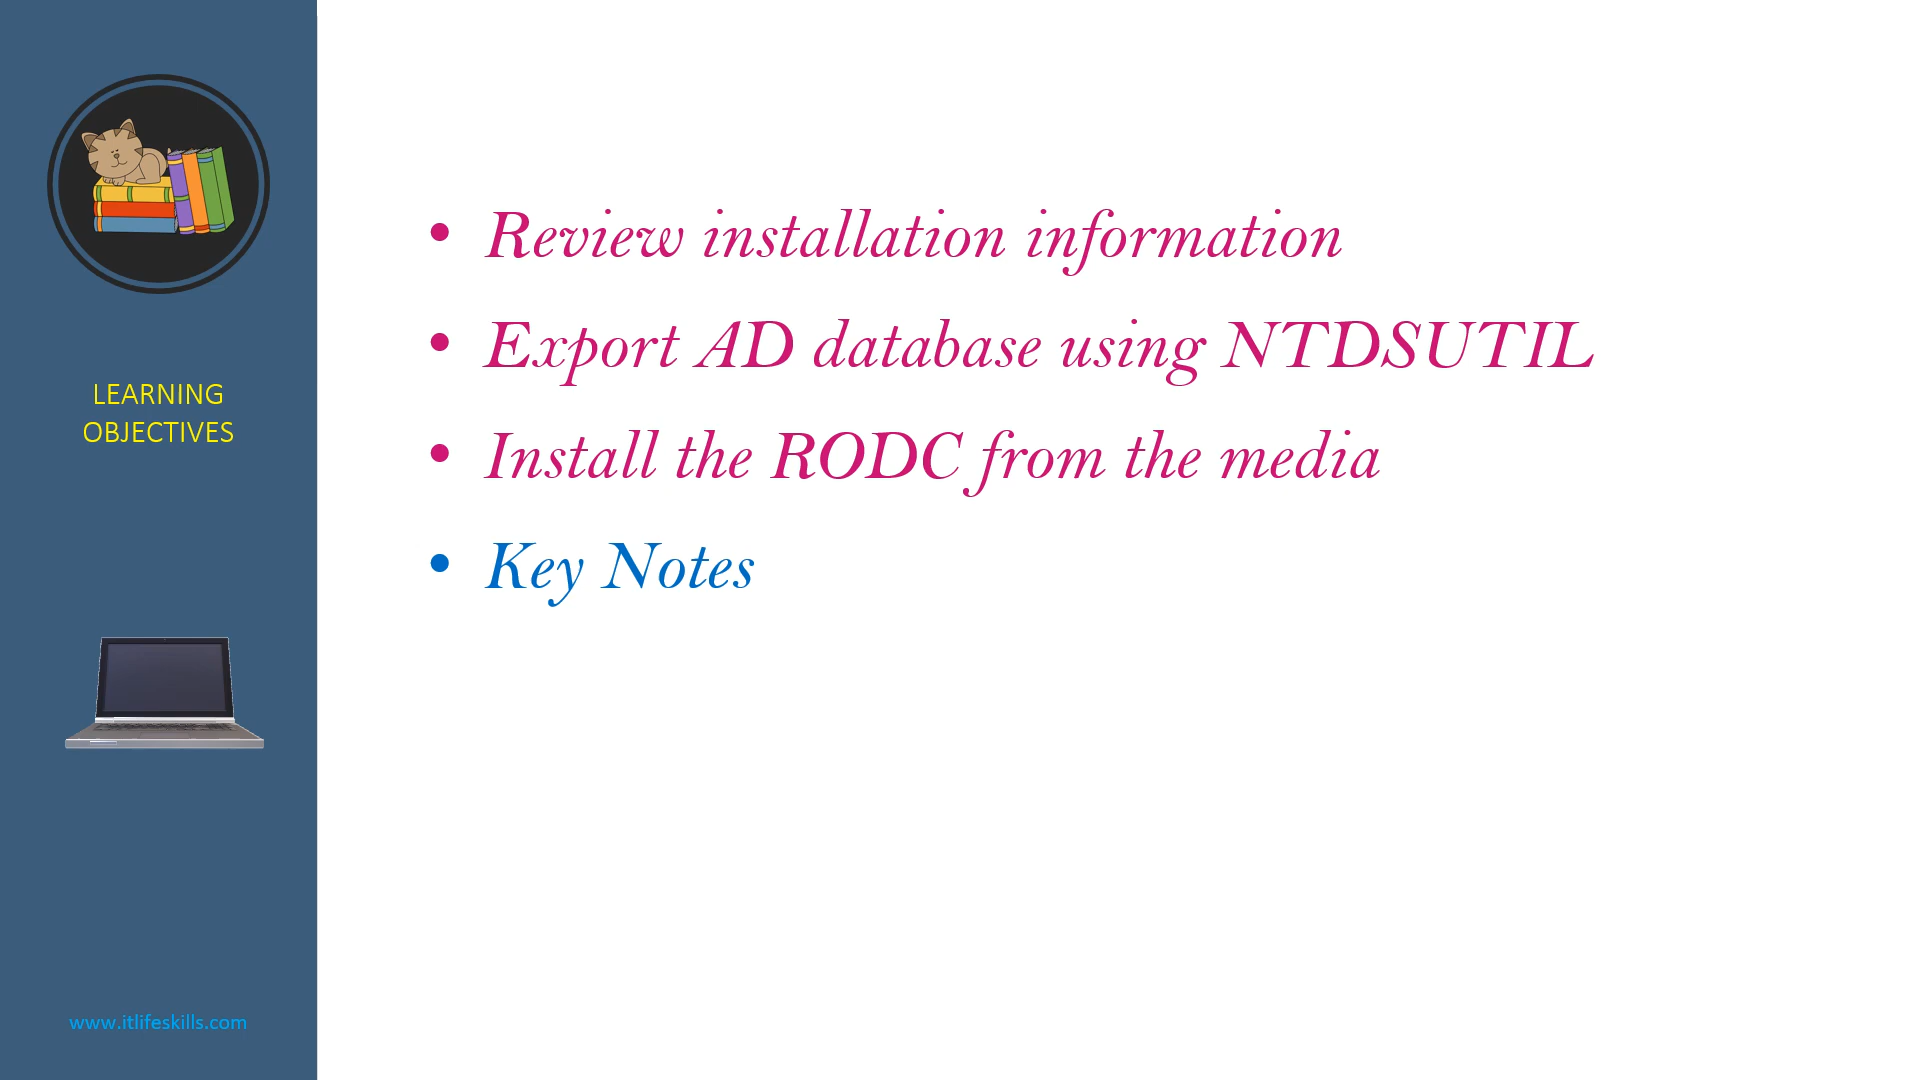 LEARNING
OBJECTIVES
www.itlifeskills.com
• Review installation information
• Export AD database using NTDSUTIL
• Install the RODC from the media
• Key Notes